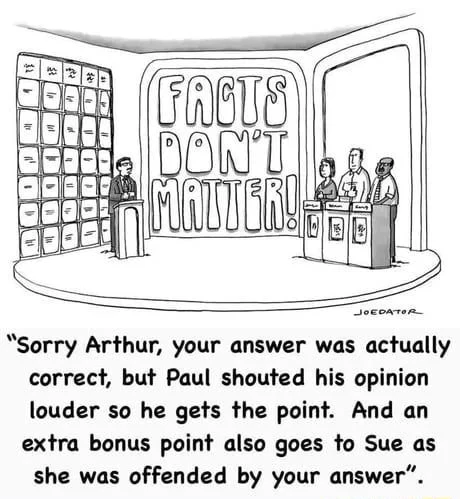 FACTS
DON'T
MATTER!
JOEDATOR
"Sorry Arthur, your answer was actually
correct, but Paul shouted his opinion
louder so he gets the point. And an
extra bonus point also goes to Sue as
she was offended by your answer".